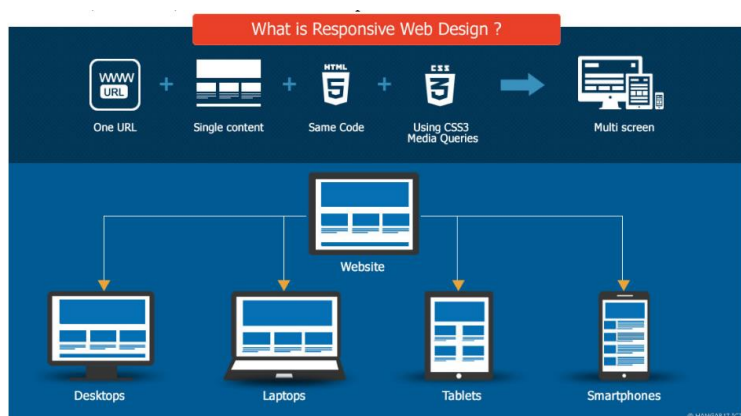 What is Responsive Web Design ?
WWW
URL
HTML
5
CSS
3
One URL
Single content
Same Code
Using CSS3
Media Queries
Multi screen
Website
Desktops
Laptops
Tablets
Smartphones